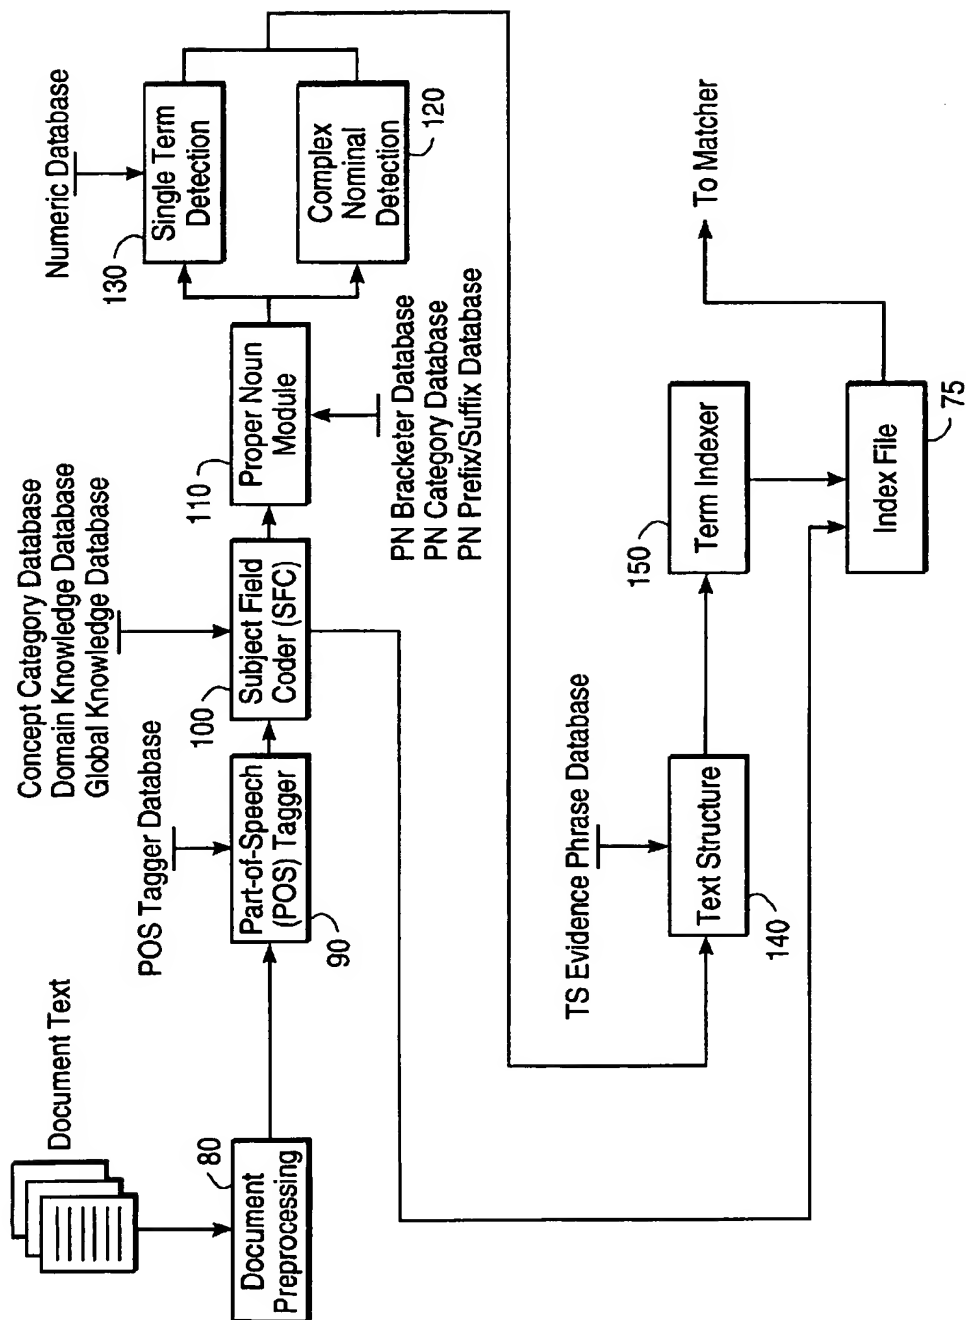 Document Text
80
Document
Preprocessing
POS Tagger Database
Part-of-Speech
(POS) Tagger
90
Concept Category Database
Domain Knowledge Database
Global Knowledge Database
100
Subject Field
Coder (SFC)
110
Proper Noun
Module
PN Bracketer Database
PN Category Database
PN Prefix/Suffix Database
Numeric Database
130
Single Term
Detection
Complex
Nominal
Detection
120
TS Evidence Phrase Database
Text Structure
140
150
Term Indexer
Index File
75
To Matcher